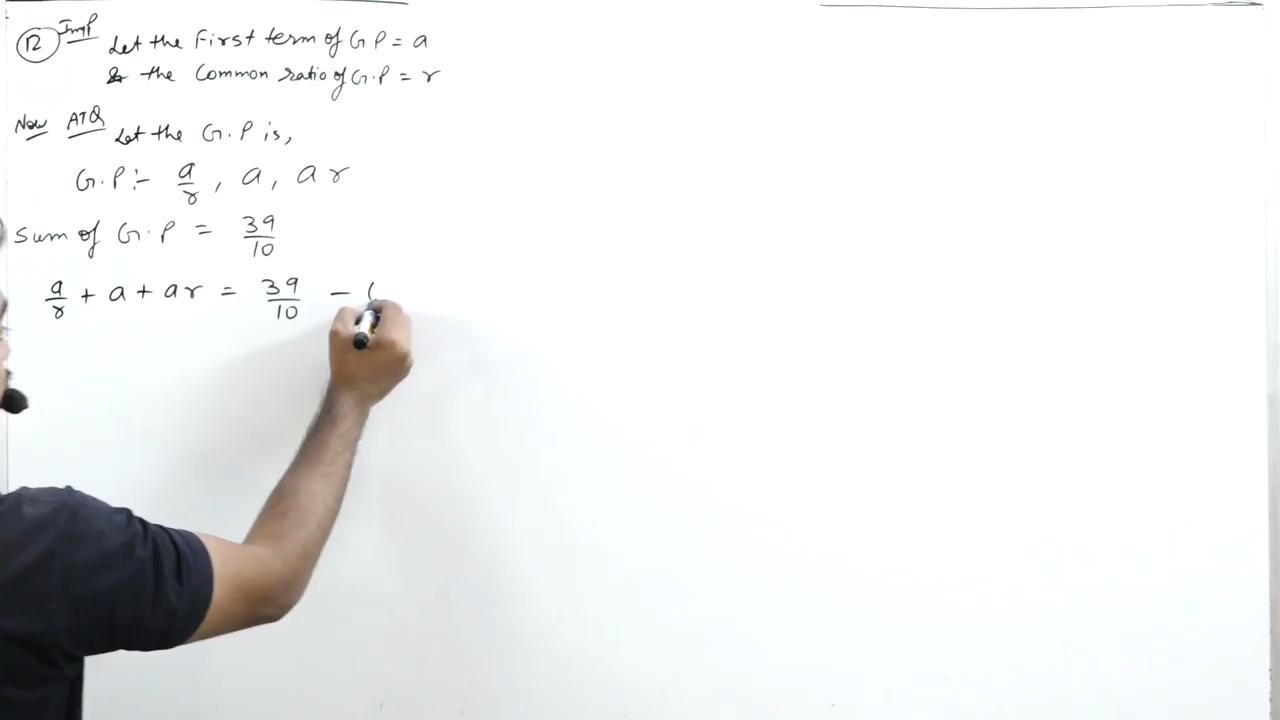 12 Imp Let the First term of G P = a
& the Common ratio of G.P = r
Now ATQ Let the G.P is,
G.P:- a/r, a, ar
Sum of G.P = 39/10
a/r + a + ar = 39/10 - (